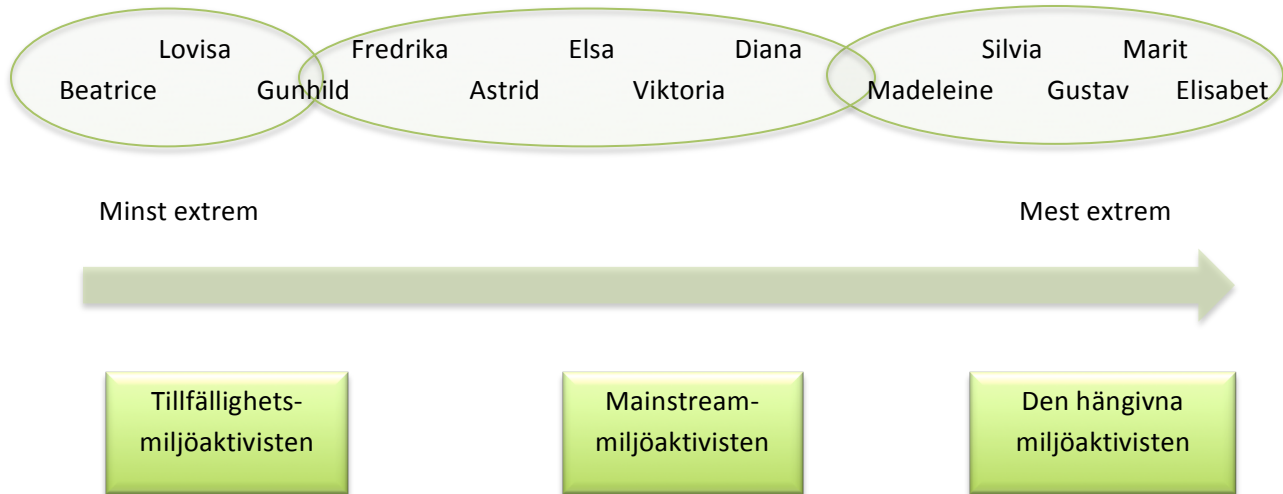 Lovisa Fredrika Elsa Diana Silvia Marit
Beatrice Gunhild Astrid Viktoria Madeleine Gustav Elisabet
Minst extrem Mest extrem
Tillfällighets-
miljöaktivisten
Mainstream-
miljöaktivisten
Den hängivna
miljöaktivisten